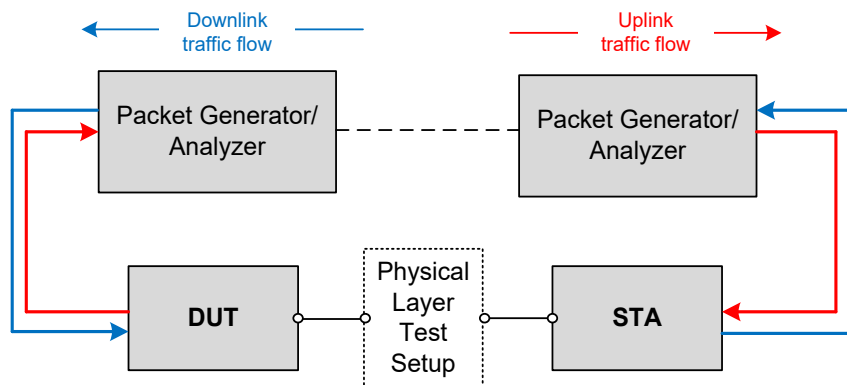 Downlink
traffic flow
Uplink
traffic flow
Packet Generator/
Analyzer
Packet Generator/
Analyzer
DUT
Physical
Layer
Test
Setup
STA